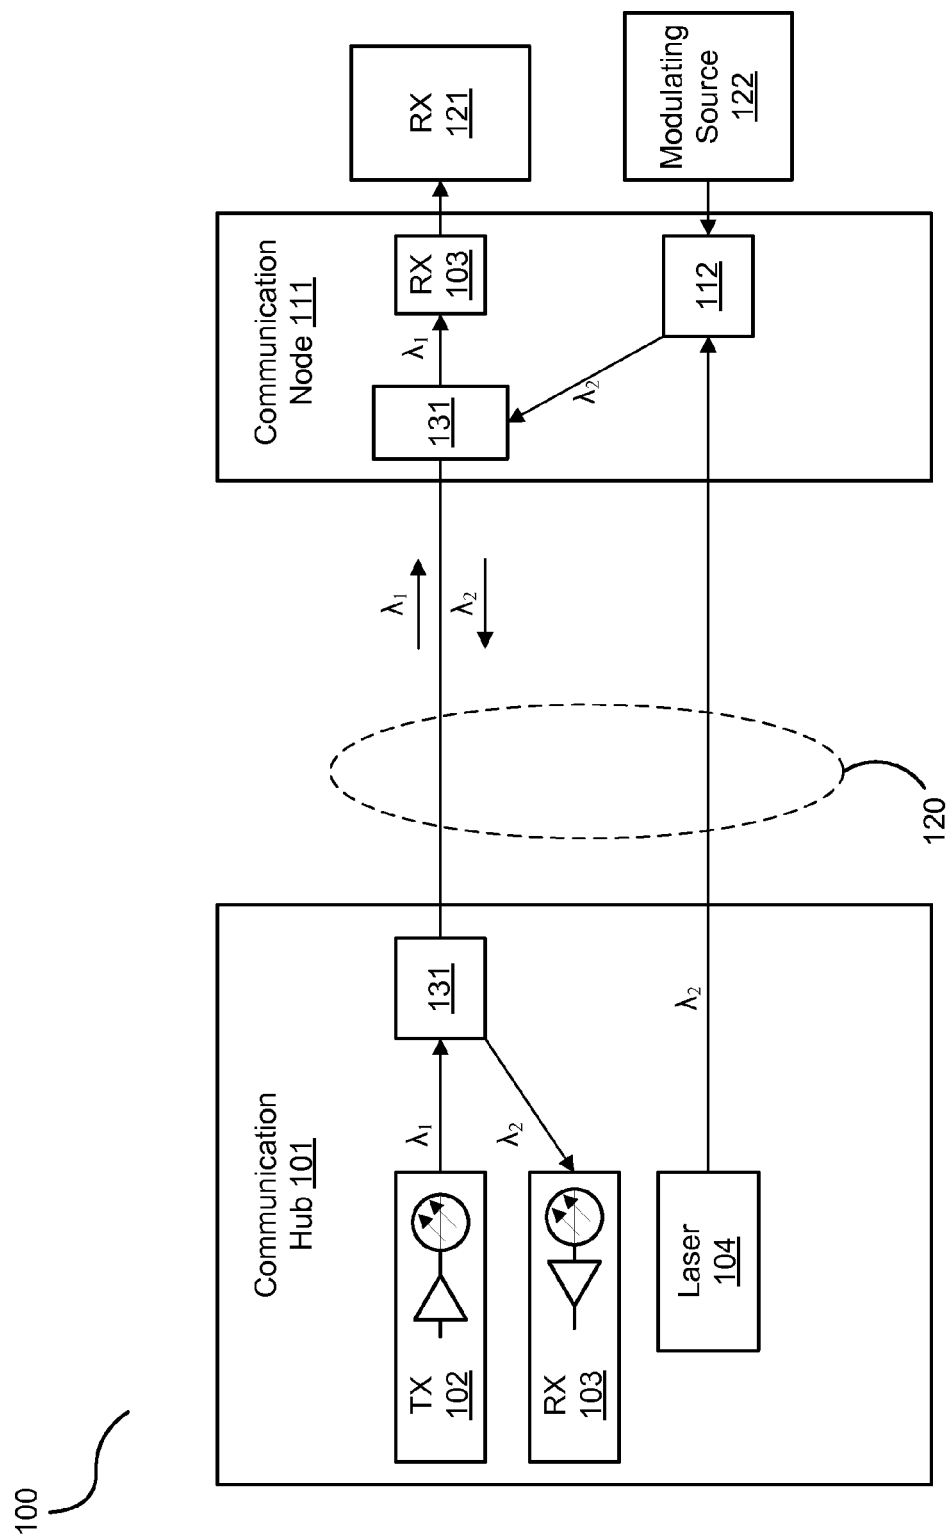 100
Communication
Hub 101
TX
102
λ₁
131
RX
103
λ₂
Laser
104
λ₂
120
λ₁
λ₂
Communication
Node 111
131
λ₁
RX
103
λ₂
112
RX
121
Modulating
Source
122